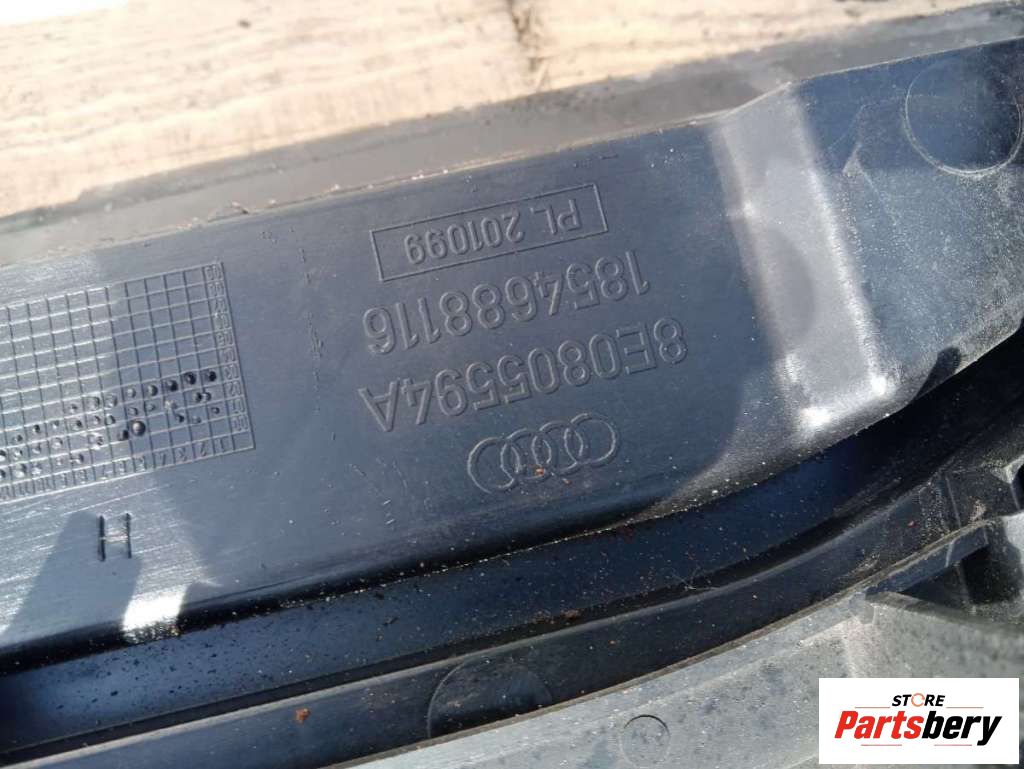 8E0805594A
1854688116
PL 201099
H
STORE
Partsbery